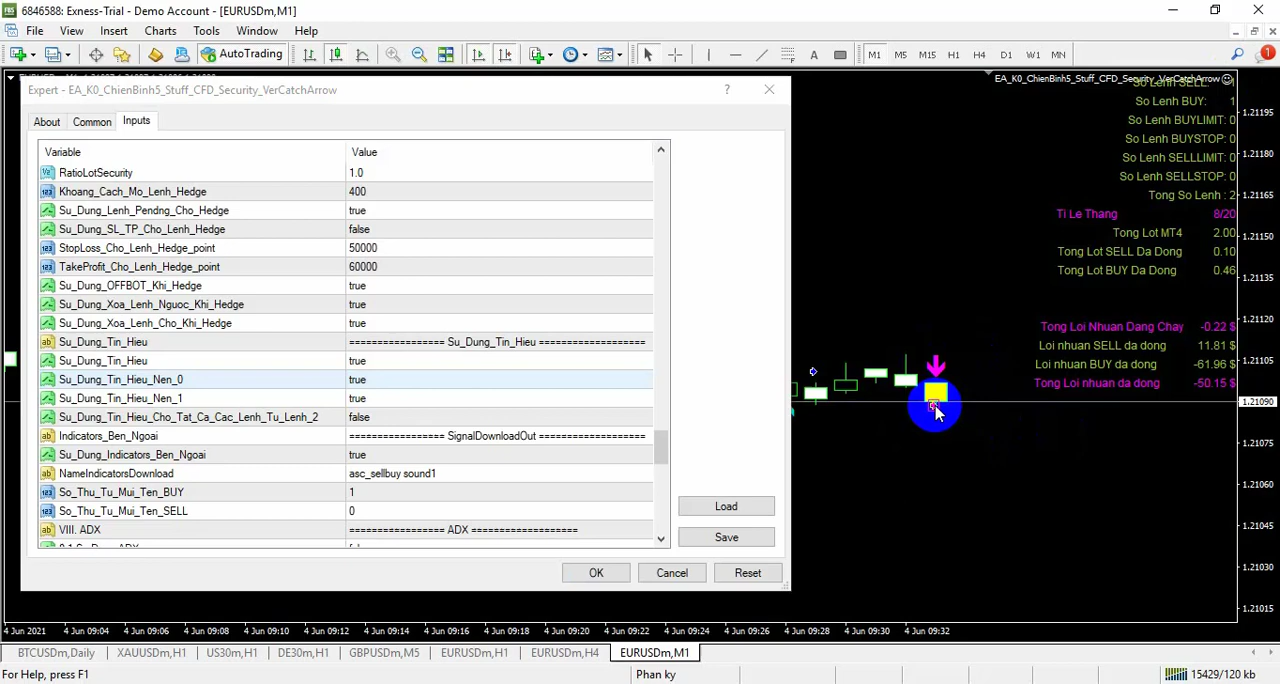 6846588: Exness-Trial - Demo Account - [EURUSDm,M1]
File View Insert Charts Tools Window Help
AutoTrading M1 M5 M15 H1 H4 D1 W1 MN 1
Expert - EA_K0_ChienBinh5_Stuff_CFD_Security_VerCatchArrow
About Common Inputs
Variable Value
RatioLotSecurity 1.0
Khoang_Cach_Mo_Lenh_Hedge 400
Su_Dung_Lenh_Pendng_Cho_Hedge true
Su_Dung_SL_TP_Cho_Lenh_Hedge false
StopLoss_Cho_Lenh_Hedge_point 50000
TakeProfit_Cho_Lenh_Hedge_point 60000
Su_Dung_OFFBOT_Khi_Hedge true
Su_Dung_Xoa_Lenh_Nguoc_Khi_Hedge true
Su_Dung_Xoa_Lenh_Cho_Khi_Hedge true
Su_Dung_Tin_Hieu ================= Su_Dung_Tin_Hieu ==================
Su_Dung_Tin_Hieu true
Su_Dung_Tin_Hieu_Nen_0 true
Su_Dung_Tin_Hieu_Nen_1 true
Su_Dung_Tin_Hieu_Cho_Tat_Ca_Cac_Lenh_Tu_Lenh_2 false
Indicators_Ben_Ngoai ================= SignalDownloadOut ===================
Su_Dung_Indicators_Ben_Ngoai true
NameIndicatorsDownload asc_sellbuy sound1
So_Thu_Tu_Mui_Ten_BUY 1
So_Thu_Tu_Mui_Ten_SELL 0
VIII. ADX ================= ADX ===================
Load
Save
OK Cancel Reset
EA_K0_ChienBinh5_Stuff_CFD_Security_VerCatchArrow
So Lenh SELL: 1
So Lenh BUY: 1
So Lenh BUYLIMIT: 0
So Lenh BUYSTOP: 0
So Lenh SELLLIMIT: 0
So Lenh SELLSTOP: 0
Tong So Lenh : 2
Ti Le Thang 8/20
Tong Lot MT4 2.00
Tong Lot SELL Da Dong 0.10
Tong Lot BUY Da Dong 0.46
Tong Loi Nhuan Dang Chay -0.22 $
Loi nhuan SELL da dong 11.81 $
Loi nhuan BUY da dong -61.96 $
Tong Loi nhuan da dong -50.15 $
1.21195
1.21180
1.21165
1.21150
1.21135
1.21120
1.21105
1.21090
1.21075
1.21060
1.21045
1.21030
1.21015
4 Jun 2021 4 Jun 09:04 4 Jun 09:06 4 Jun 09:08 4 Jun 09:10 4 Jun 09:12 4 Jun 09:14 4 Jun 09:16 4 Jun 09:18 4 Jun 09:20 4 Jun 09:22 4 Jun 09:24 4 Jun 09:26 4 Jun 09:28 4 Jun 09:30 4 Jun 09:32
BTCUSDm,Daily XAUUSDm,H1 US30m,H1 DE30m,H1 GBPUSDm,M5 EURUSDm,H1 EURUSDm,H4 EURUSDm,M1
For Help, press F1 Phan ky 15429/120 kb